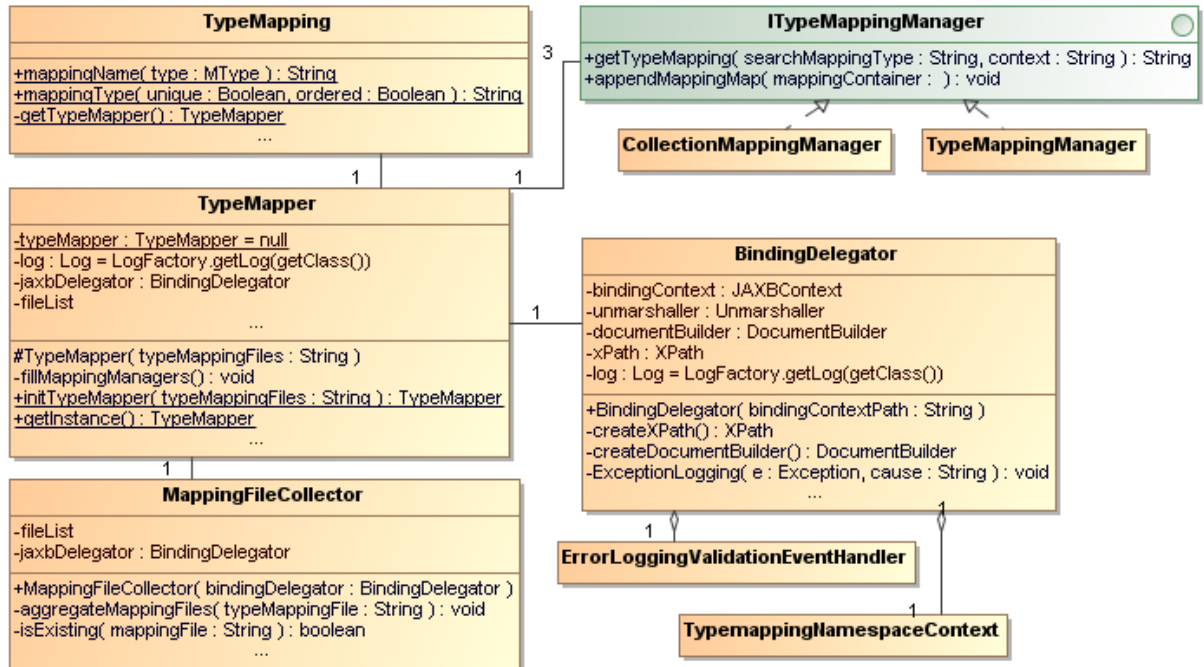 TypeMapping
+mappingName( type : MType ) : String
+mappingType( unique : Boolean, ordered : Boolean ) : String
-getTypeMapper() : TypeMapper
...
ITypeMappingManager
+getTypeMapping( searchMappingType : String, context : String ) : String
+appendMappingMap( mappingContainer :  ) : void
3
1
1
CollectionMappingManager
TypeMappingManager
TypeMapper
-typeMapper : TypeMapper = null
-log : Log = LogFactory.getLog(getClass())
-jaxbDelegator : BindingDelegator
-fileList
...
#TypeMapper( typeMappingFiles : String )
-fillMappingManagers() : void
+initTypeMapper( typeMappingFiles : String ) : TypeMapper
+getInstance() : TypeMapper
...
1
1
BindingDelegator
-bindingContext : JAXBContext
-unmarshaller : Unmarshaller
-documentBuilder : DocumentBuilder
-xPath : XPath
-log : Log = LogFactory.getLog(getClass())
+BindingDelegator( bindingContextPath : String )
-createXPath() : XPath
-createDocumentBuilder() : DocumentBuilder
-ExceptionLogging( e : Exception, cause : String ) : void
...
1
1
MappingFileCollector
-fileList
-jaxbDelegator : BindingDelegator
+MappingFileCollector( bindingDelegator : BindingDelegator )
-aggregateMappingFiles( typeMappingFile : String ) : void
-isExisting( mappingFile : String ) : boolean
...
ErrorLoggingValidationEventHandler
1
TypemappingNamespaceContext